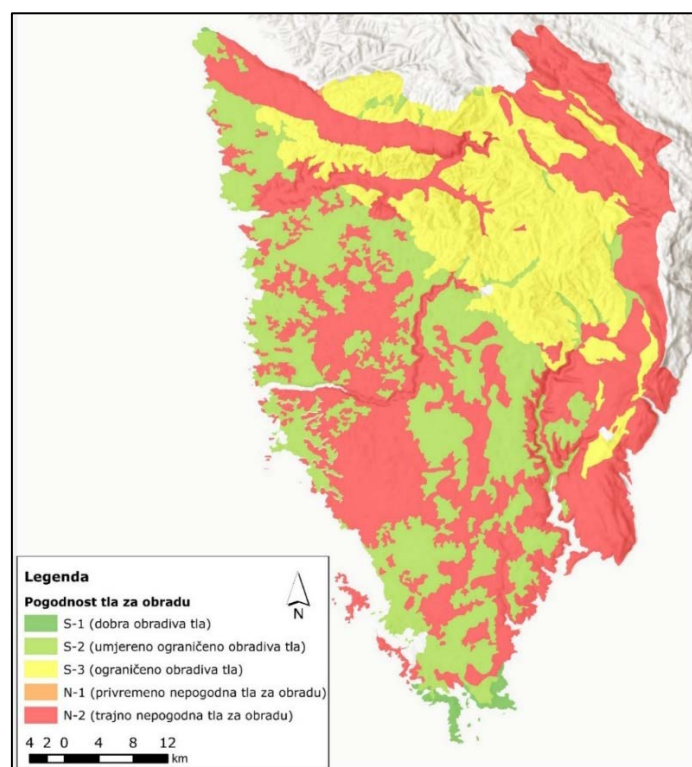 Legenda
Pogodnost tla za obradu
N
S-1 (dobra obradiva tla)
S-2 (umjereno ograničeno obradiva tla)
S-3 (ograničeno obradiva tla)
N-1 (privremeno nepogodna tla za obradu)
N-2 (trajno nepogodna tla za obradu)
4 2 0 4 8 12
km